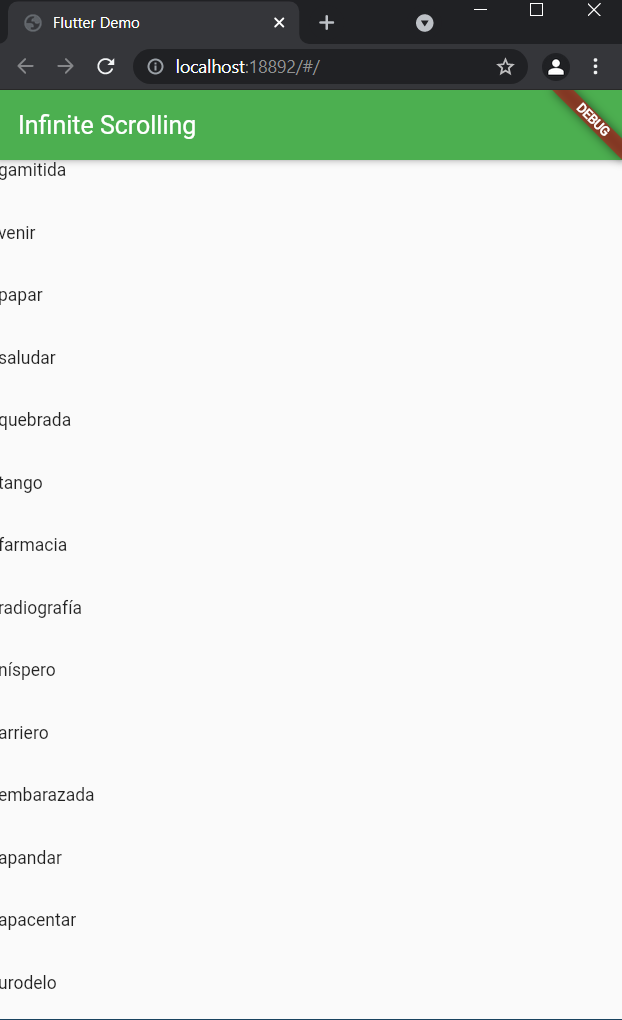 Flutter Demo
localhost:18892/#/
Infinite Scrolling
DEBUG
gamitida
venir
papar
saludar
quebrada
tango
farmacia
radiografía
níspero
arriero
embarazada
apandar
apacentar
urodelo